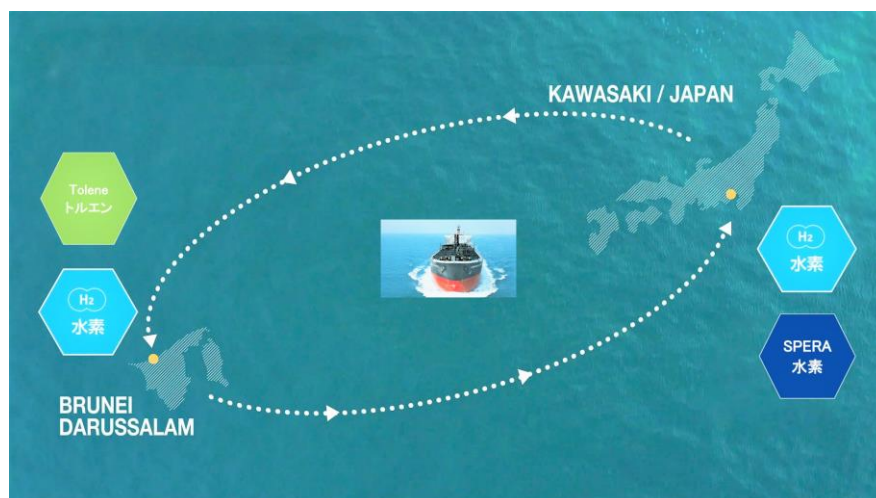 KAWASAKI / JAPAN
Tolene
トルエン
H2
水素
BRUNEI
DARUSSALAM
H2
水素
SPERA
水素